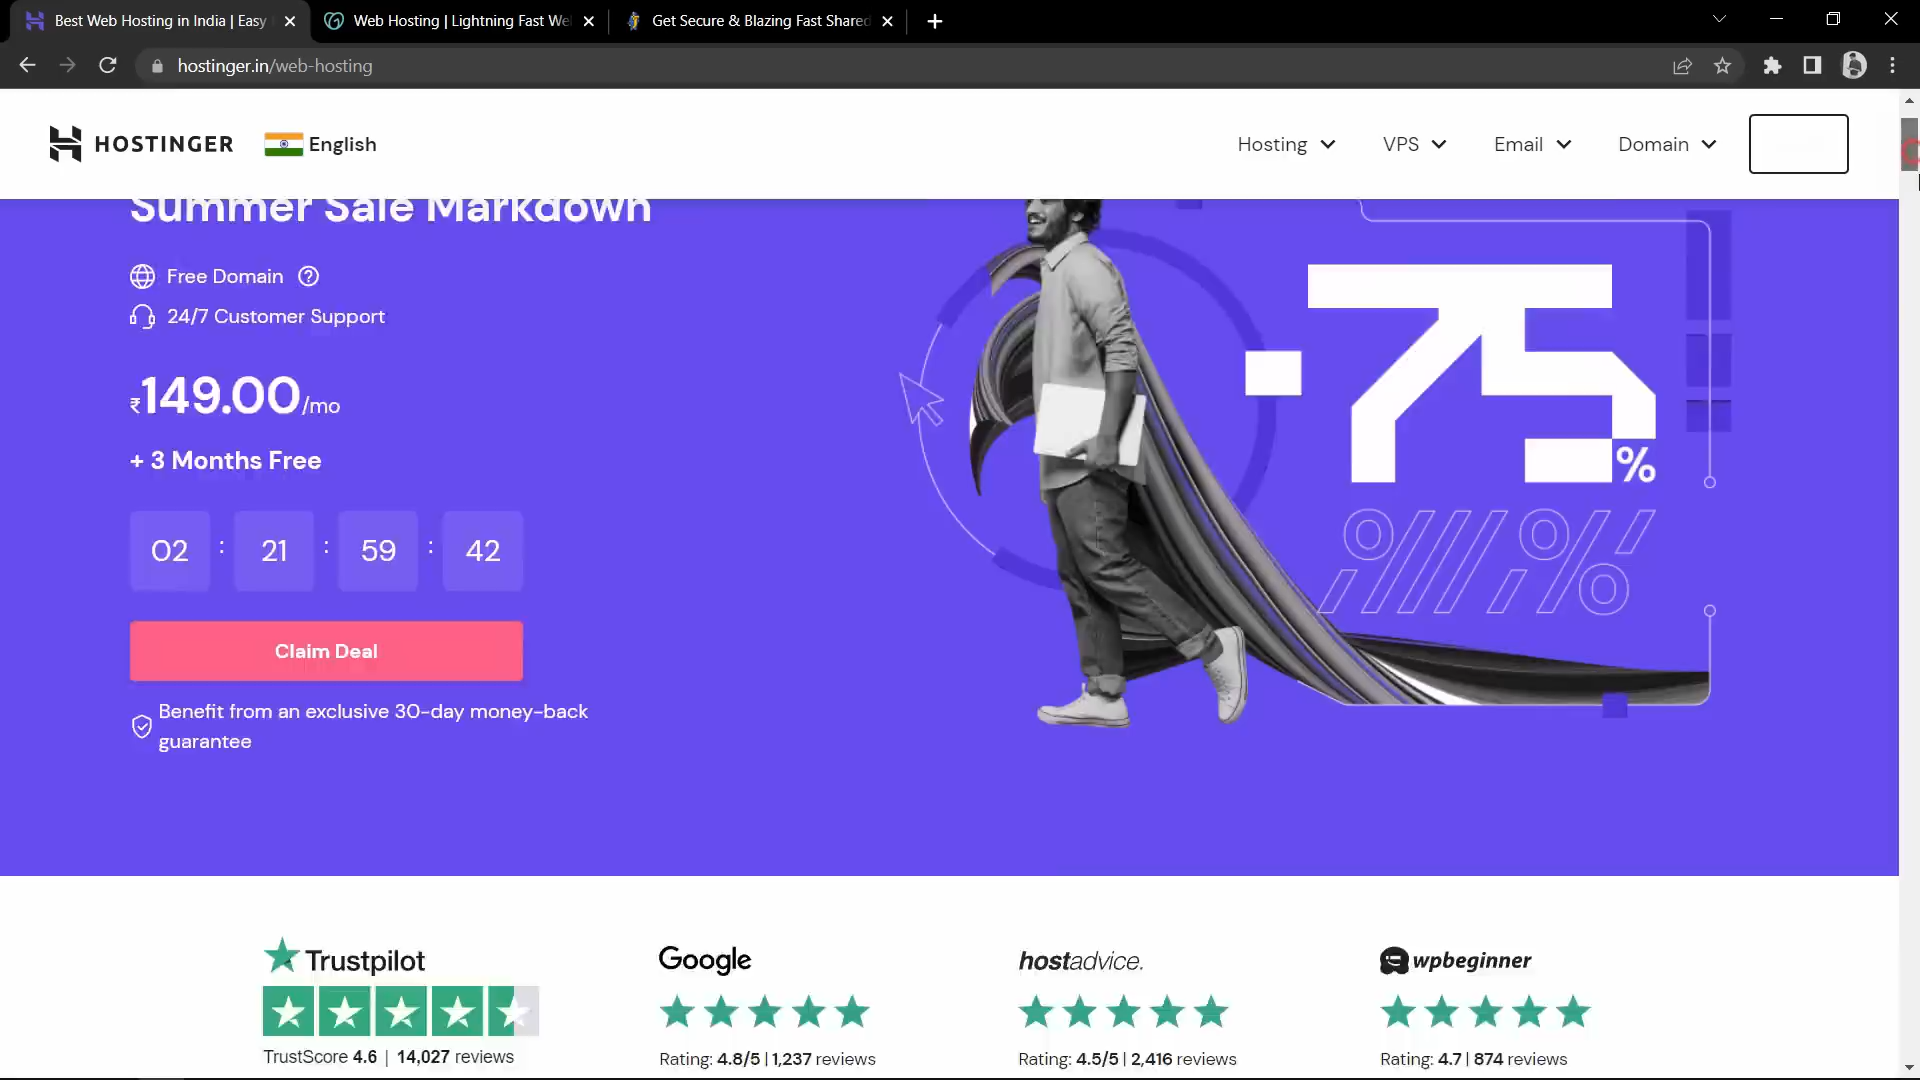 Best Web Hosting in India | Easy
Web Hosting | Lightning Fast We
Get Secure & Blazing Fast Shared
hostinger.in/web-hosting
HOSTINGER
English
Hosting
VPS
Email
Domain
Summer Sale Markdown
Free Domain
24/7 Customer Support
₹149.00/mo
+ 3 Months Free
02 : 21 : 59 : 42
Claim Deal
Benefit from an exclusive 30-day money-back
guarantee
-75%
Trustpilot
TrustScore 4.6 | 14,027 reviews
Google
Rating: 4.8/5 | 1,237 reviews
hostadvice.
Rating: 4.5/5 | 2,416 reviews
wpbeginner
Rating: 4.7 | 874 reviews